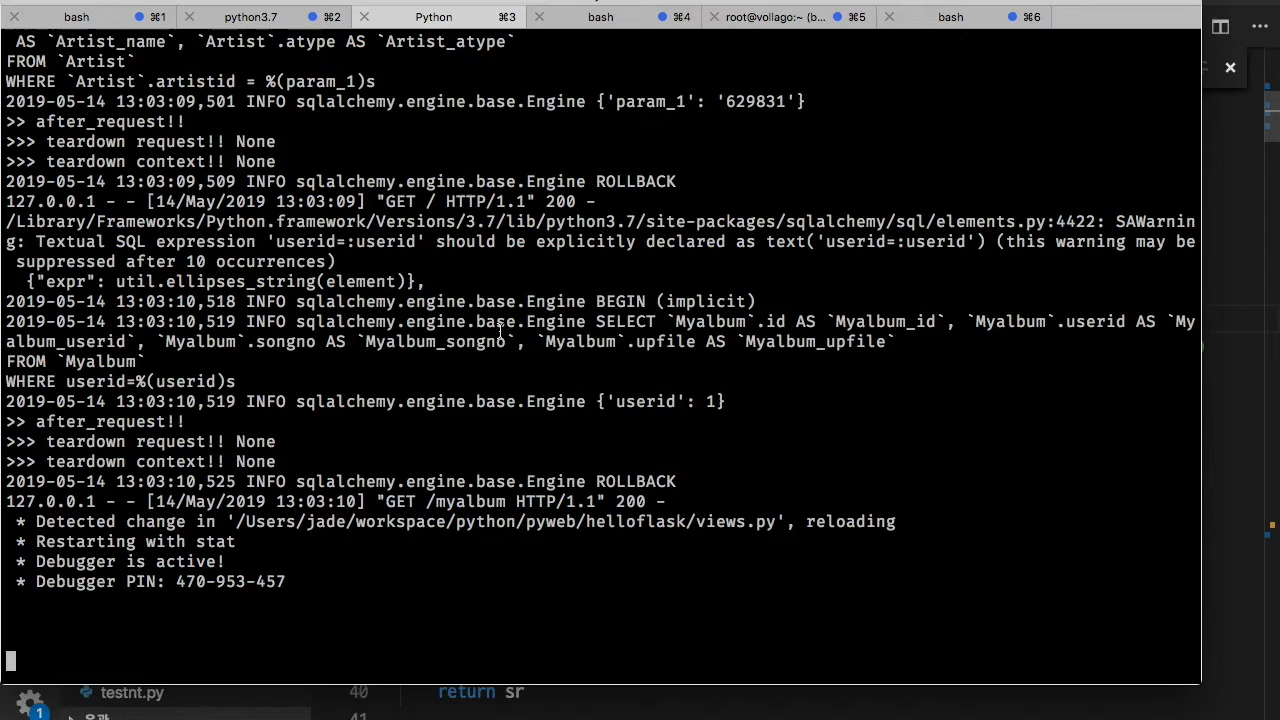 bash ⌘1 python3.7 ⌘2 Python ⌘3 bash ⌘4 root@vollago:~ (b... ⌘5 bash ⌘6
AS `Artist_name`, `Artist`.atype AS `Artist_atype`
FROM `Artist`
WHERE `Artist`.artistid = %(param_1)s
2019-05-14 13:03:09,501 INFO sqlalchemy.engine.base.Engine {'param_1': '629831'}
>> after_request!!
>>> teardown request!! None
>>> teardown context!! None
2019-05-14 13:03:09,509 INFO sqlalchemy.engine.base.Engine ROLLBACK
127.0.0.1 - - [14/May/2019 13:03:09] "GET / HTTP/1.1" 200 -
/Library/Frameworks/Python.framework/Versions/3.7/lib/python3.7/site-packages/sqlalchemy/sql/elements.py:4422: SAWarnin
g: Textual SQL expression 'userid=:userid' should be explicitly declared as text('userid=:userid') (this warning may be
suppressed after 10 occurrences)
{"expr": util.ellipses_string(element)},
2019-05-14 13:03:10,518 INFO sqlalchemy.engine.base.Engine BEGIN (implicit)
2019-05-14 13:03:10,519 INFO sqlalchemy.engine.base.Engine SELECT `Myalbum`.id AS `Myalbum_id`, `Myalbum`.userid AS `My
album_userid`, `Myalbum`.songno AS `Myalbum_songno`, `Myalbum`.upfile AS `Myalbum_upfile`
FROM `Myalbum`
WHERE userid=%(userid)s
2019-05-14 13:03:10,519 INFO sqlalchemy.engine.base.Engine {'userid': 1}
>> after_request!!
>>> teardown request!! None
>>> teardown context!! None
2019-05-14 13:03:10,525 INFO sqlalchemy.engine.base.Engine ROLLBACK
127.0.0.1 - - [14/May/2019 13:03:10] "GET /myalbum HTTP/1.1" 200 -
* Detected change in '/Users/jade/workspace/python/pyweb/helloflask/views.py', reloading
* Restarting with stat
* Debugger is active!
* Debugger PIN: 470-953-457
testnt.py 40 return sr
1 41